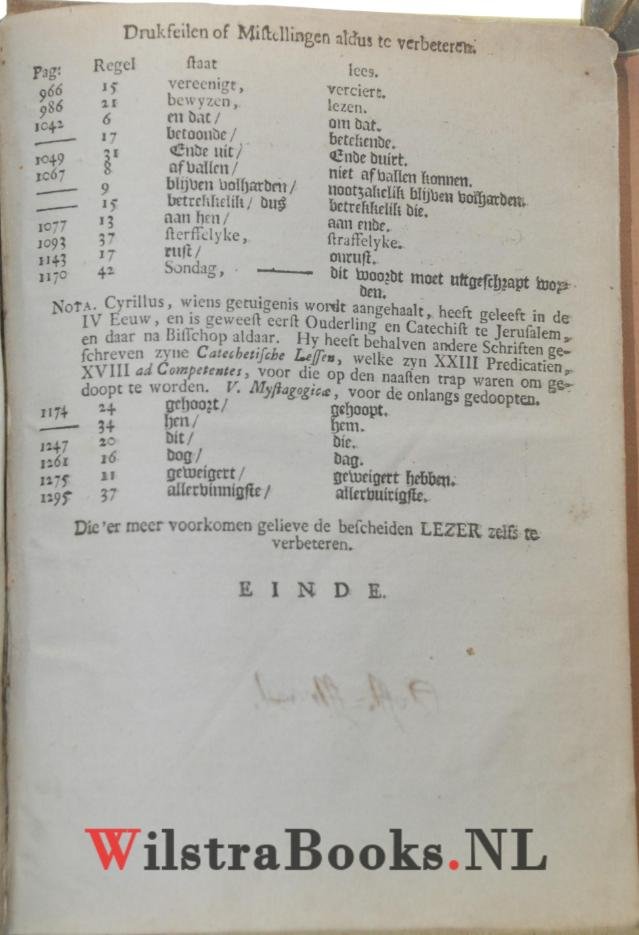 Drukfeilen of Miſtellingen aldus te verbeteren.
Pag: Regel ſtaat lees.
966 15 vereenigt, verciert.
986 21 bewyzen, lezen.
1042 6 en dat/ om dat.
—— 17 betoonde/ betekende.
1049 31 Ende uit/ Ende duirt.
1067 8 afvallen/ niet afvallen konnen.
—— 9 blijven volharden/ nootzakelik blijven volharden.
—— 15 betrekkelik/ dus betrekkelik die.
1077 13 aan hen/ aan ende.
1093 37 ſterffelyke, ſtraffelyke.
1143 17 ruſt/ onruſt.
1170 42 Sondag, —— dit woordt moet uitgeſchrapt wor-
den.
NOTA. Cyrillus, wiens getuigenis wordt aangehaalt, heeft geleeft in de
IV Eeuw, en is geweeſt eerſt Ouderling en Catechiſt te Jeruſalem,
en daar na Biſſchop aldaar. Hy heeft behalven andere Schriften ge-
ſchreven zyne Catechetiſche Leſſen, welke zyn XXIII Predicatien,
XVIII ad Competentes, voor die op den naaſten trap waren om ge-
doopt te worden. V. Myſtagogicæ, voor de onlangs gedoopten.
1174 24 gehoort/ gehoopt.
—— 34 hen/ hem.
1247 20 dit/ die.
1261 16 dog/ dag.
1275 21 geweigert/ geweigert hebben.
1295 37 allervinnigſte/ allervuirigſte.
Die'er meer voorkomen gelieve de beſcheiden LEZER zelfs te
verbeteren.
EINDE.
WilstraBooks.NL